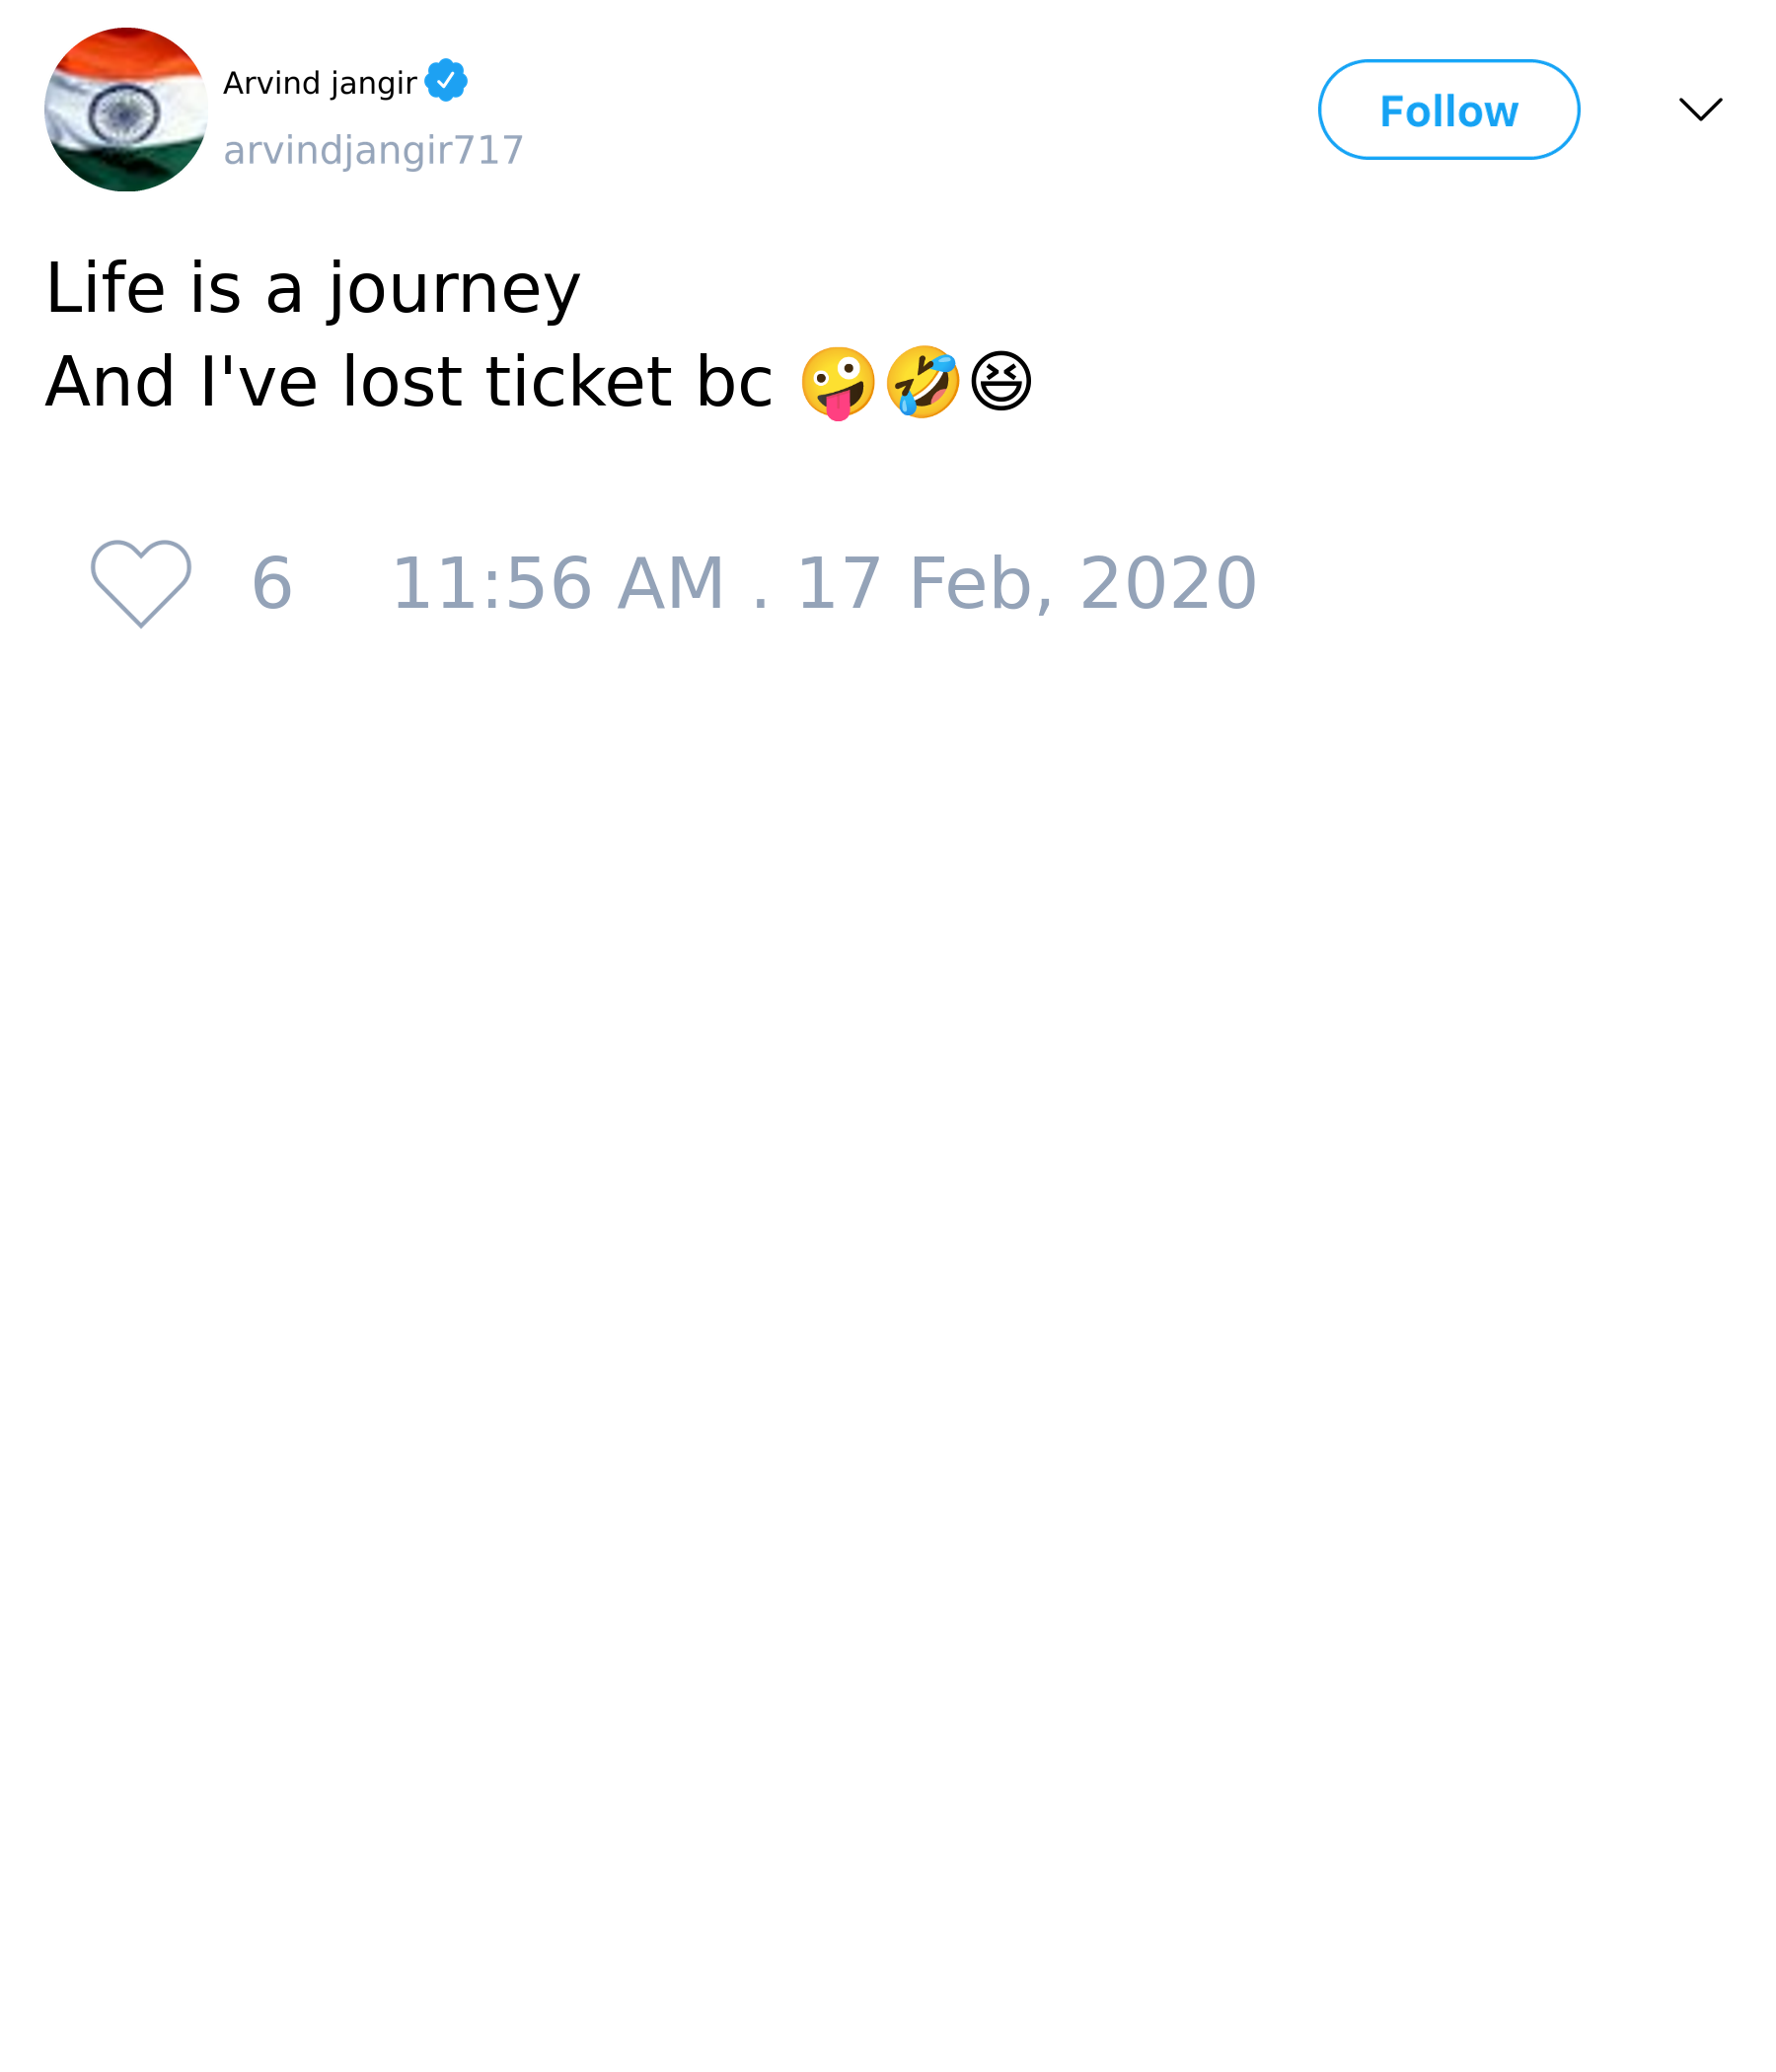 Arvind jangir
arvindjangir717
Follow
Life is a journey
And I've lost ticket bc 🤪🤣😆
6 11:56 AM . 17 Feb, 2020